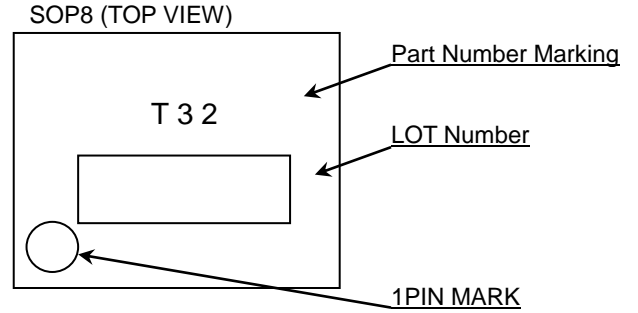 SOP8 (TOP VIEW)
Part Number Marking
T 3 2
LOT Number
1PIN MARK